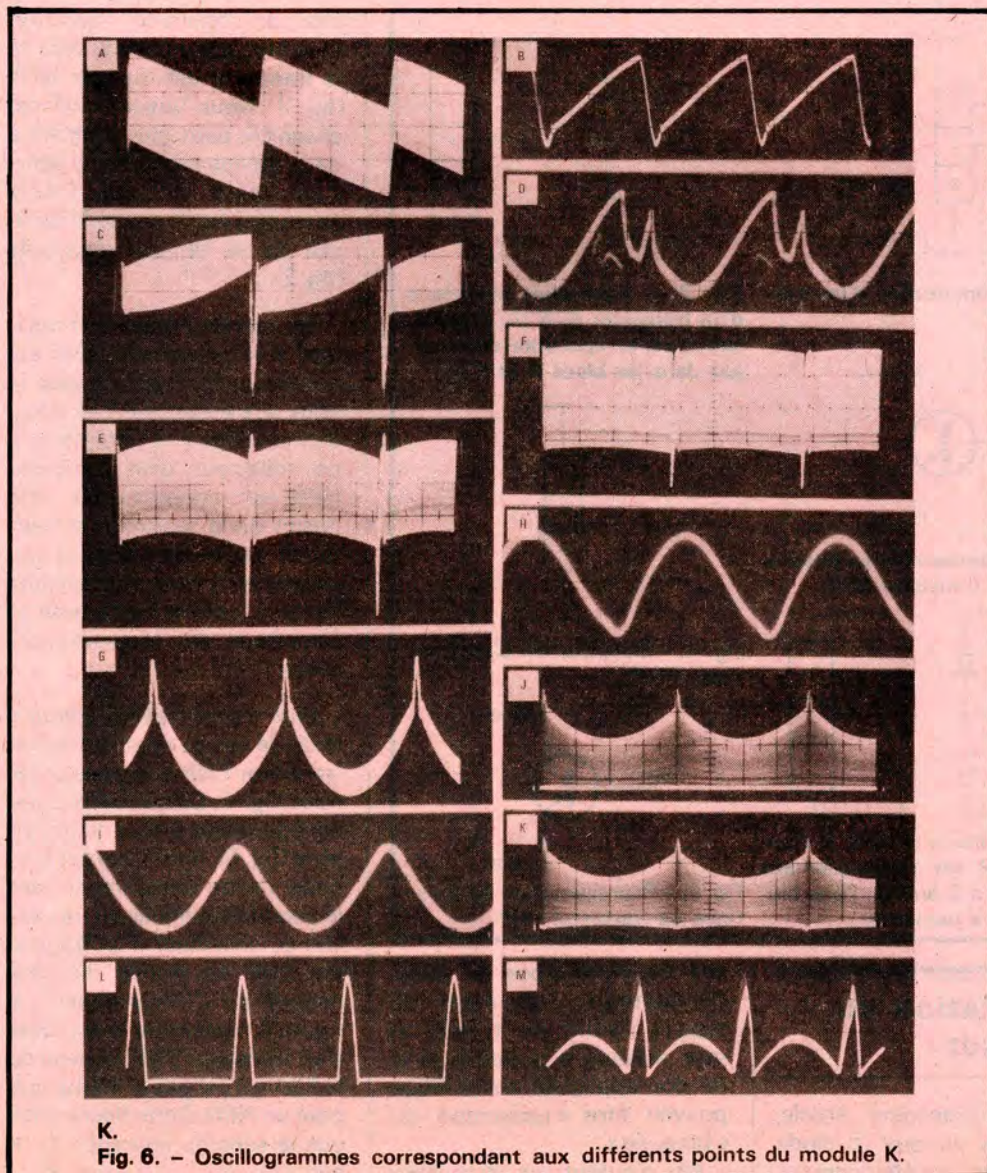 A
B
C
D
E
F
G
H
I
J
K
L
M
K.
Fig. 6. – Oscillogrammes correspondant aux différents points du module K.